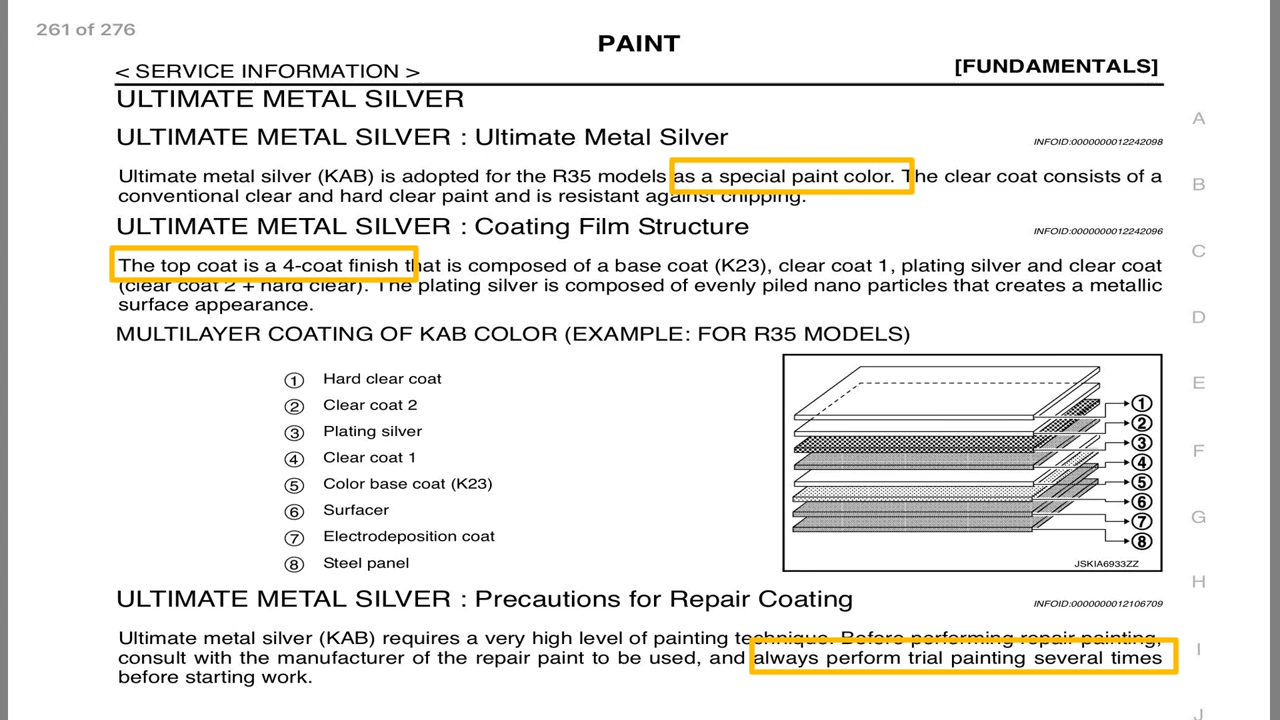 261 of 276
PAINT
< SERVICE INFORMATION >
[FUNDAMENTALS]
ULTIMATE METAL SILVER
ULTIMATE METAL SILVER : Ultimate Metal Silver
INFOID:0000000012242098
Ultimate metal silver (KAB) is adopted for the R35 models as a special paint color. The clear coat consists of a
conventional clear and hard clear paint and is resistant against chipping.
ULTIMATE METAL SILVER : Coating Film Structure
INFOID:0000000012242096
The top coat is a 4-coat finish that is composed of a base coat (K23), clear coat 1, plating silver and clear coat
(clear coat 2 + hard clear). The plating silver is composed of evenly piled nano particles that creates a metallic
surface appearance.
MULTILAYER COATING OF KAB COLOR (EXAMPLE: FOR R35 MODELS)
① Hard clear coat
② Clear coat 2
③ Plating silver
④ Clear coat 1
⑤ Color base coat (K23)
⑥ Surfacer
⑦ Electrodeposition coat
⑧ Steel panel
①
②
③
④
⑤
⑥
⑦
⑧
JSKIA6933ZZ
ULTIMATE METAL SILVER : Precautions for Repair Coating
INFOID:0000000012106709
Ultimate metal silver (KAB) requires a very high level of painting technique. Before performing repair painting,
consult with the manufacturer of the repair paint to be used, and always perform trial painting several times
before starting work.
A
B
C
D
E
F
G
H
I
J